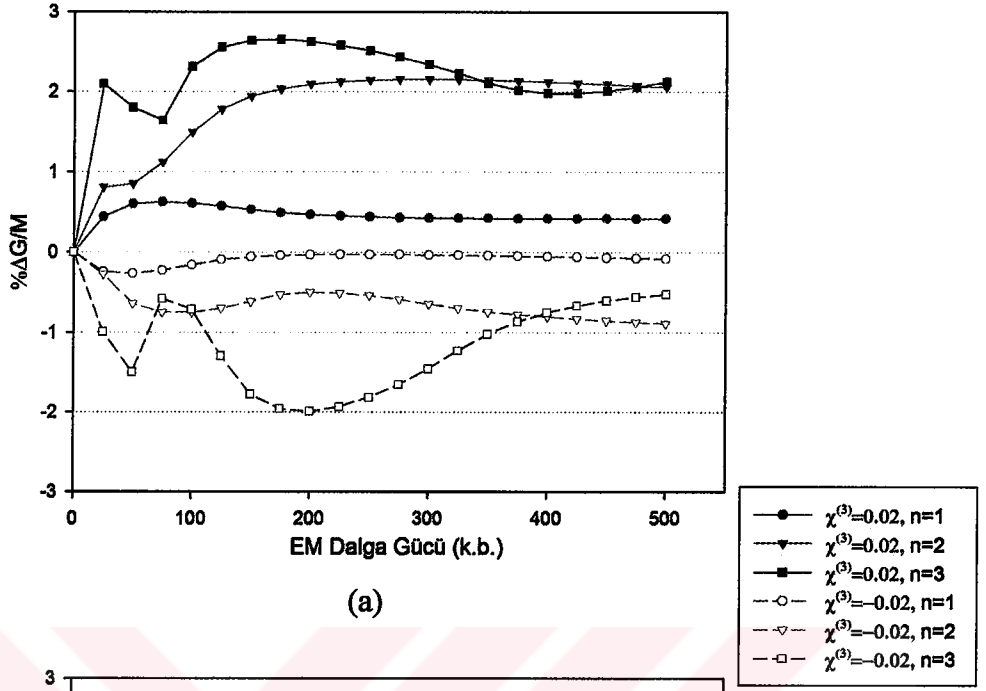 3
2
1
0
-1
-2
-3
%ΔG/M
0 100 200 300 400 500
EM Dalga Gücü (k.b.)
(a)
χ⁽³⁾=0.02, n=1
χ⁽³⁾=0.02, n=2
χ⁽³⁾=0.02, n=3
χ⁽³⁾=−0.02, n=1
χ⁽³⁾=−0.02, n=2
χ⁽³⁾=−0.02, n=3
3